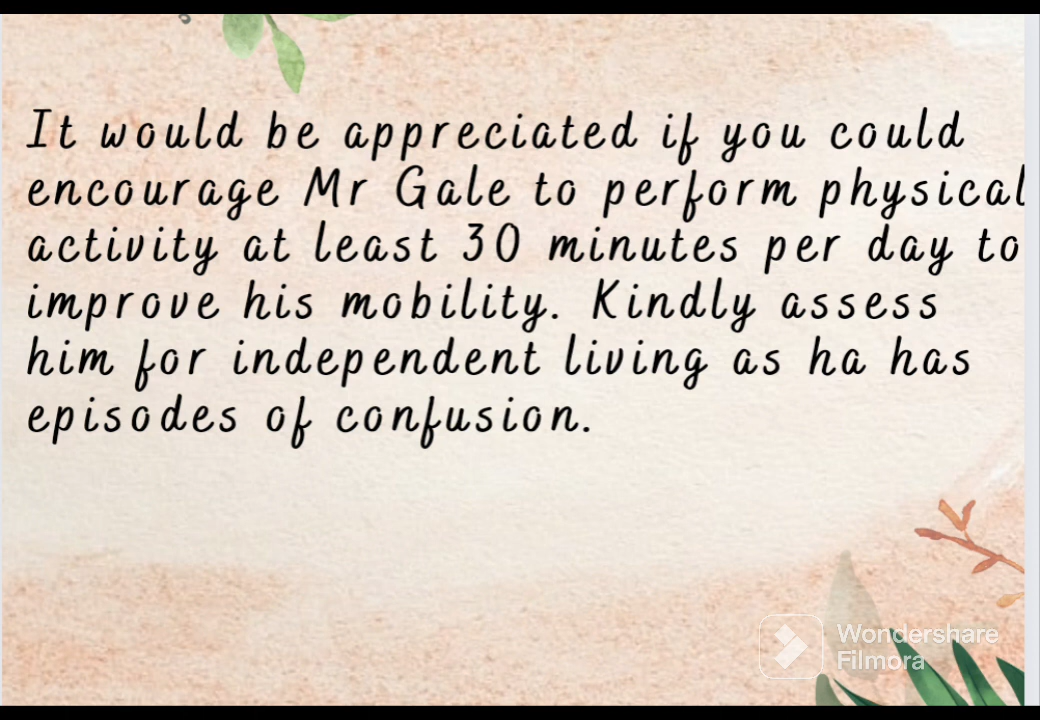 It would be appreciated if you could
encourage Mr Gale to perform physical
activity at least 30 minutes per day to
improve his mobility. Kindly assess
him for independent living as ha has
episodes of confusion.
Wondershare
Filmora